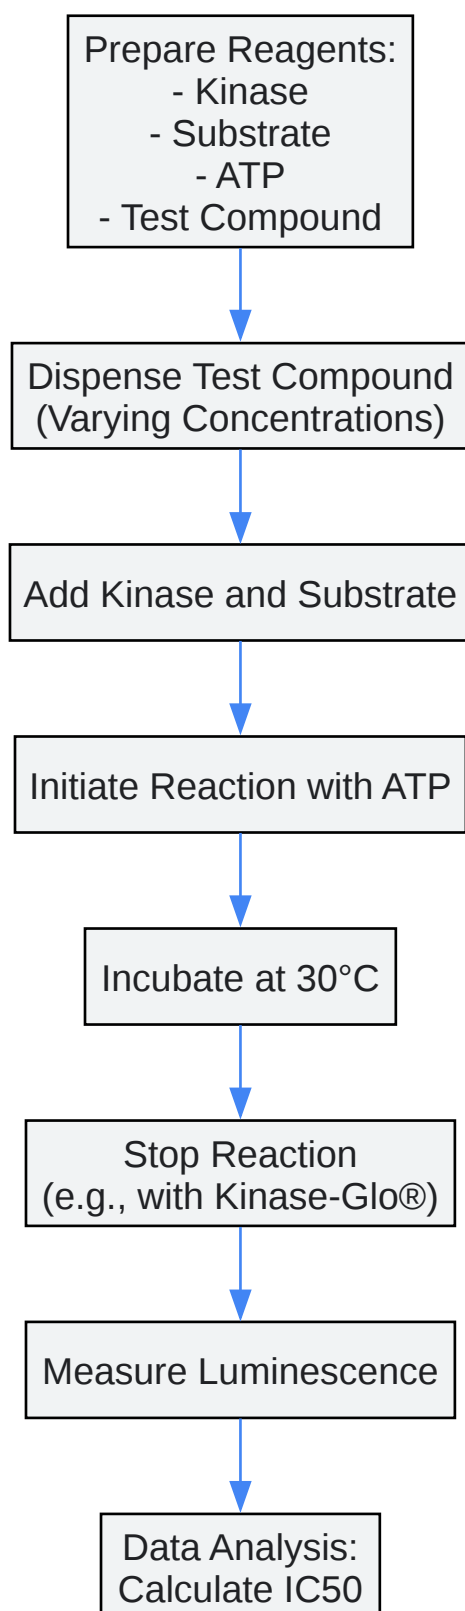 Prepare Reagents:
- Kinase
- Substrate
- ATP
- Test Compound
Dispense Test Compound
(Varying Concentrations)
Add Kinase and Substrate
Initiate Reaction with ATP
Incubate at 30°C
Stop Reaction
(e.g., with Kinase-Glo®)
Measure Luminescence
Data Analysis:
Calculate IC50